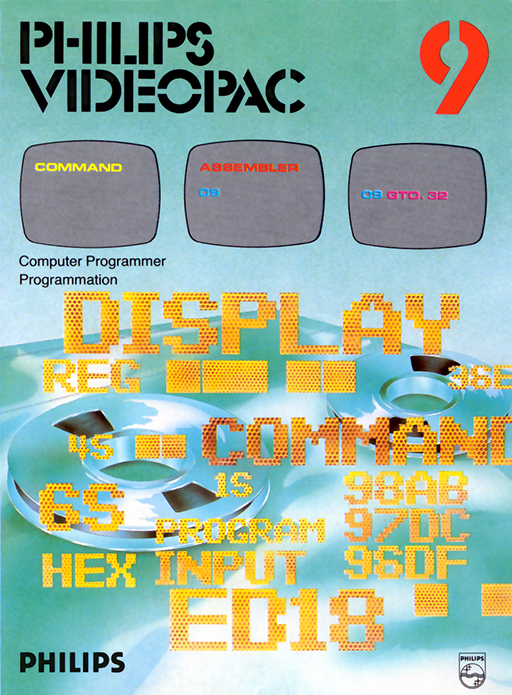 PHILIPS
VIDEOPAC
9
COMMAND
ASSEMBLER
09
09 GTO. 32
Computer Programmer
Programmation
DISPLAY
REG
36E
4S
COMMAND
6S
1S
98AB
PROGRAM
97DC
HEX INPUT
96DF
ED18
PHILIPS
PHILIPS